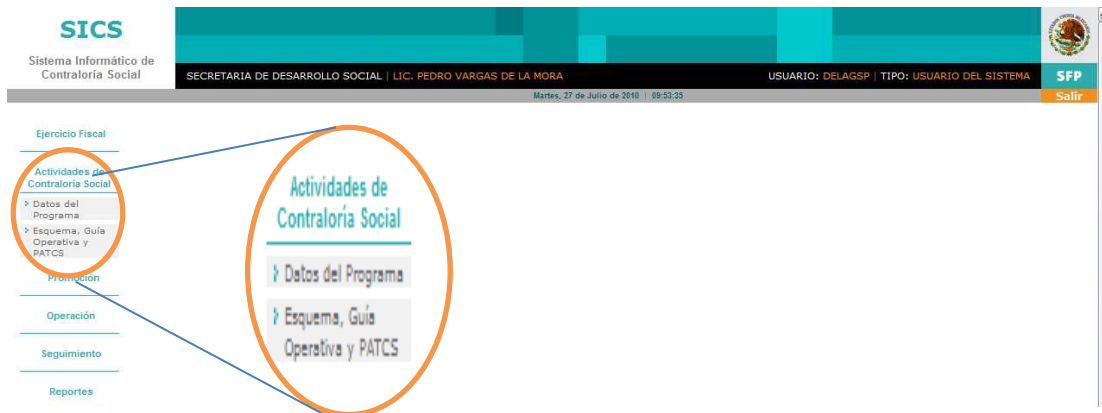 SICS
Sistema Informático de
Contraloría Social
SECRETARIA DE DESARROLLO SOCIAL | LIC. PEDRO VARGAS DE LA MORA
USUARIO: DELAGSP | TIPO: USUARIO DEL SISTEMA
SFP
Martes, 27 de Julio de 2010 | 09:53:35
Salir
Ejercicio Fiscal
Actividades de
Contraloría Social
Datos del
Programa
Esquema, Guía
Operativa y
PATCS
Promoción
Operación
Seguimiento
Reportes
Actividades de
Contraloría Social
Datos del Programa
Esquema, Guía
Operativa y PATCS